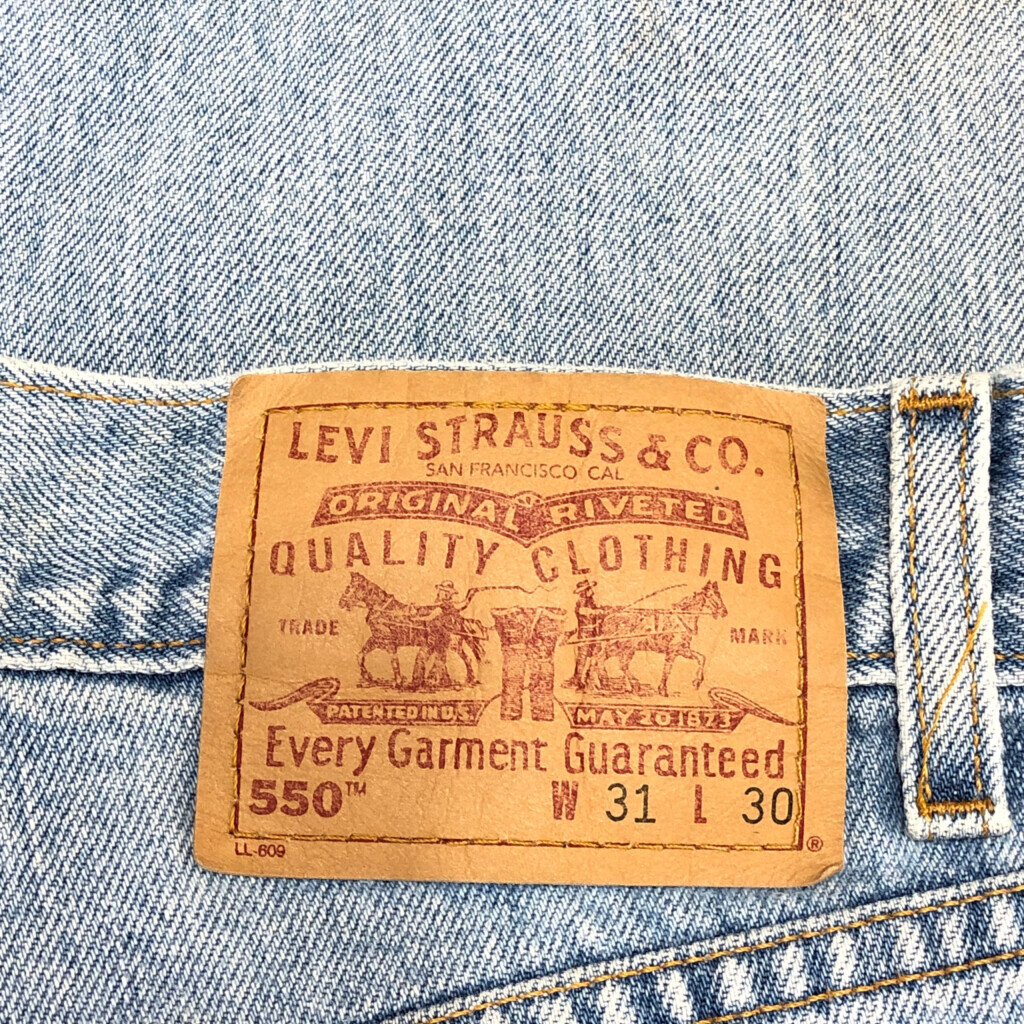 LEVI STRAUSS & CO.
SAN FRANCISCO CAL
ORIGINAL RIVETED
QUALITY CLOTHING
TRADE MARK
PATENTED IN U.S. MAY 20 1873
Every Garment Guaranteed
550™ W 31 L 30
LL-609 ®